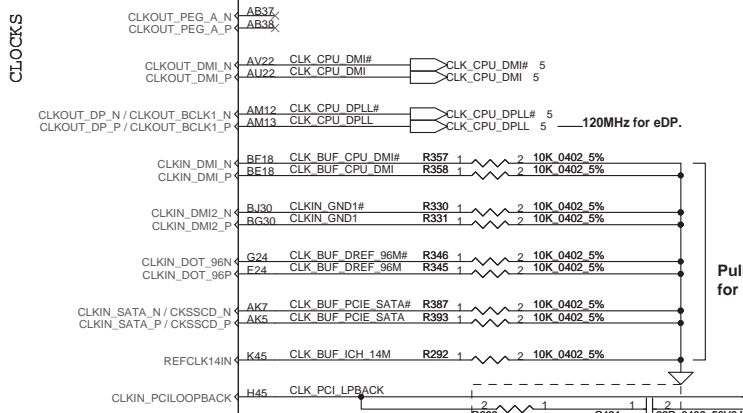 CLOCKS
CLKOUT_PEG_A_N AB37
CLKOUT_PEG_A_P AB38
CLKOUT_DMI_N AV22 CLK_CPU_DMI# CLK_CPU_DMI# 5
CLKOUT_DMI_P AU22 CLK_CPU_DMI CLK_CPU_DMI 5
CLKOUT_DP_N / CLKOUT_BCLK1_N AM12 CLK_CPU_DPLL# CLK_CPU_DPLL# 5
CLKOUT_DP_P / CLKOUT_BCLK1_P AM13 CLK_CPU_DPLL CLK_CPU_DPLL 5 120MHz for eDP.
CLKIN_DMI_N BF18 CLK_BUF_CPU_DMI# R357 1 2 10K_0402_5%
CLKIN_DMI_P BE18 CLK_BUF_CPU_DMI R358 1 2 10K_0402_5%
CLKIN_DMI2_N BJ30 CLKIN_GND1# R330 1 2 10K_0402_5%
CLKIN_DMI2_P BG30 CLKIN_GND1 R331 1 2 10K_0402_5%
CLKIN_DOT_96N G24 CLK_BUF_DREF_96M# R346 1 2 10K_0402_5%
CLKIN_DOT_96P E24 CLK_BUF_DREF_96M R345 1 2 10K_0402_5%
Pul
for
CLKIN_SATA_N / CKSSCD_N AK7 CLK_BUF_PCIE_SATA# R387 1 2 10K_0402_5%
CLKIN_SATA_P / CKSSCD_P AK5 CLK_BUF_PCIE_SATA R393 1 2 10K_0402_5%
REFCLK14IN K45 CLK_BUF_ICH_14M R292 1 2 10K_0402_5%
CLKIN_PCILOOPBACK H45 CLK_PCI_LPBACK
2 1 1 2